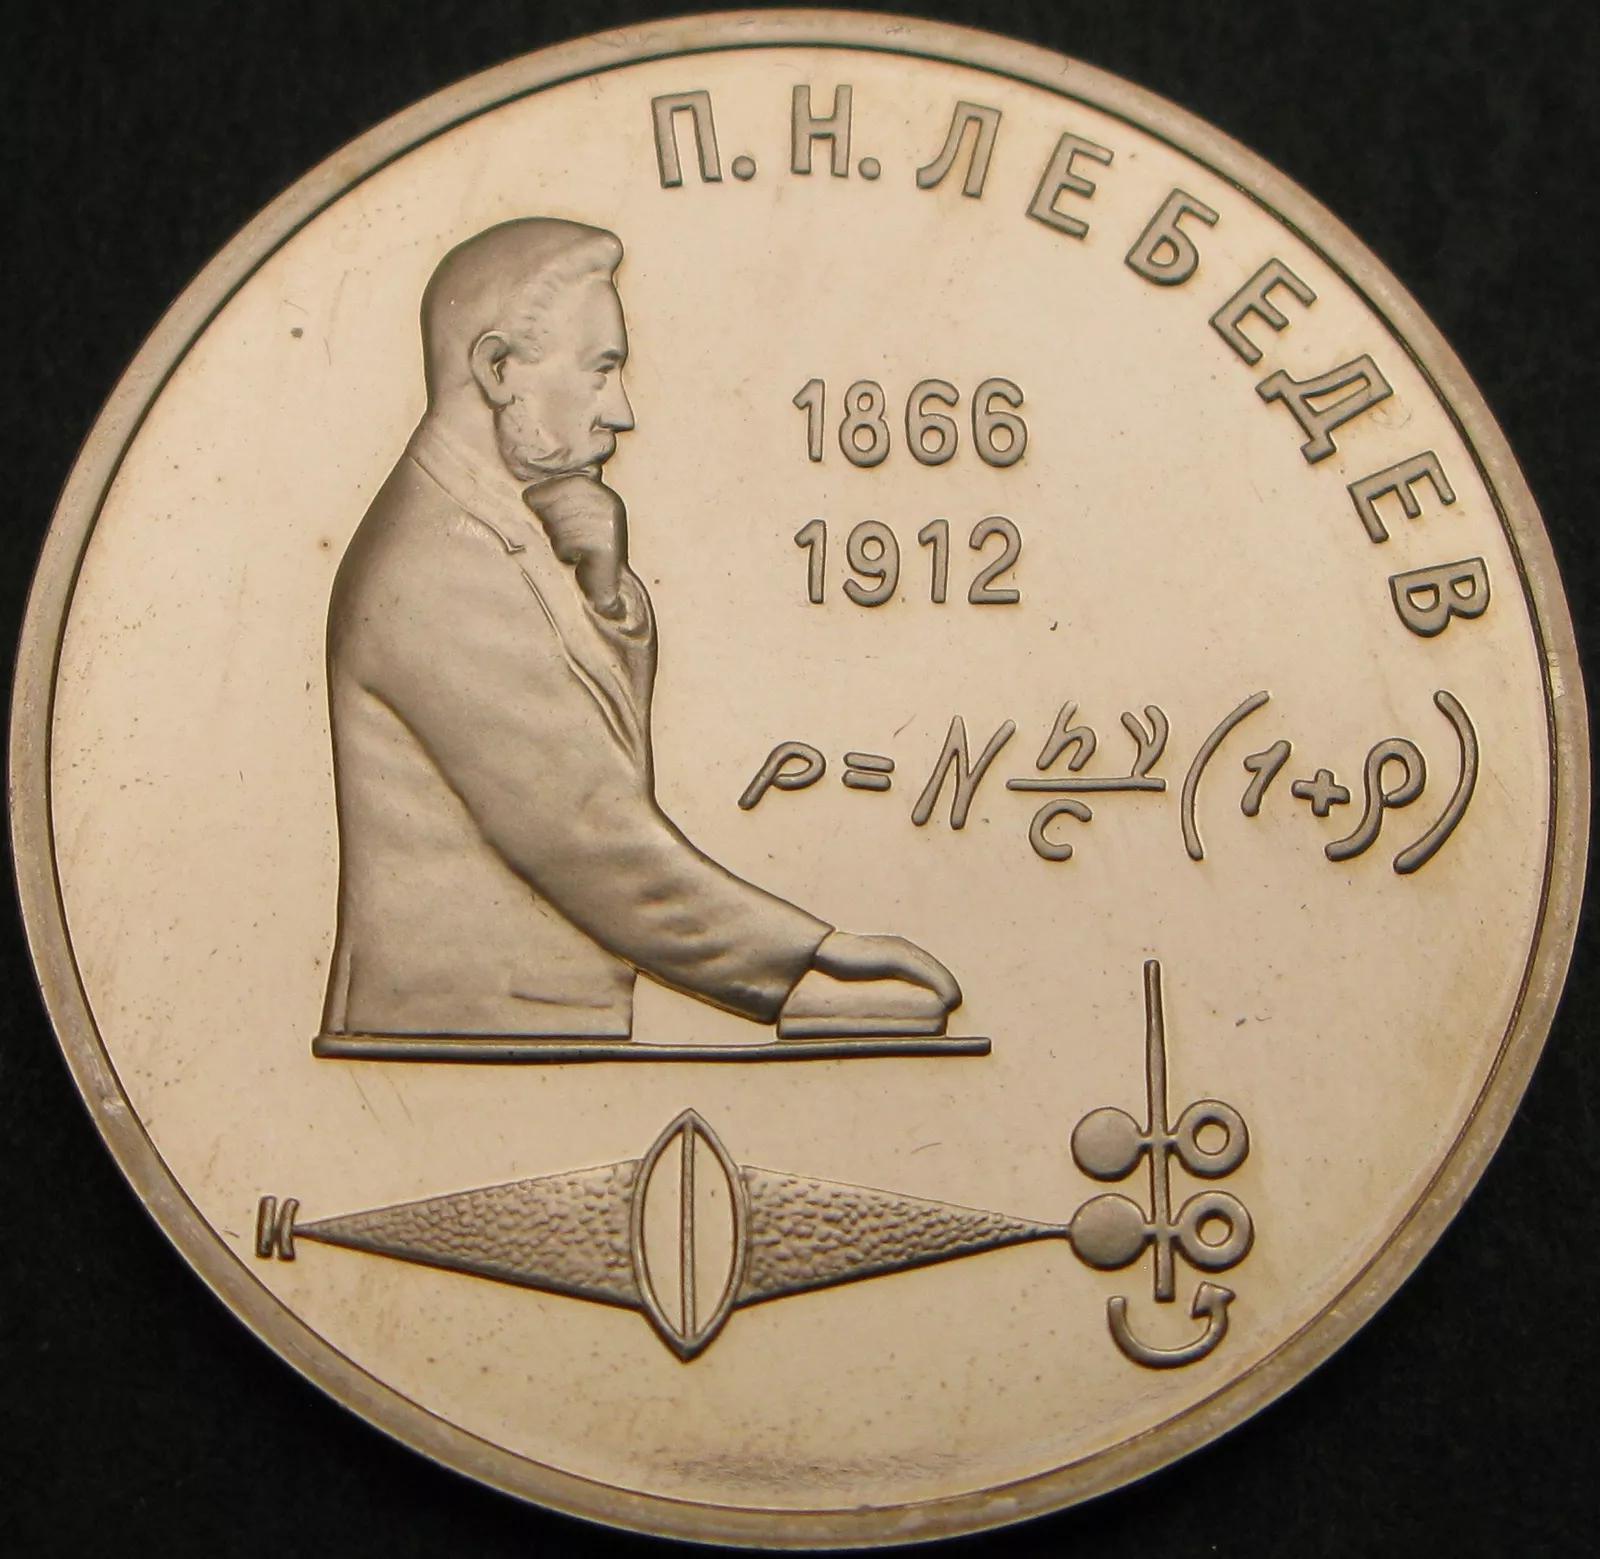 П. Н. ЛЕБЕДЕВ
1866
1912
p = N hν/c (1+ρ)
И